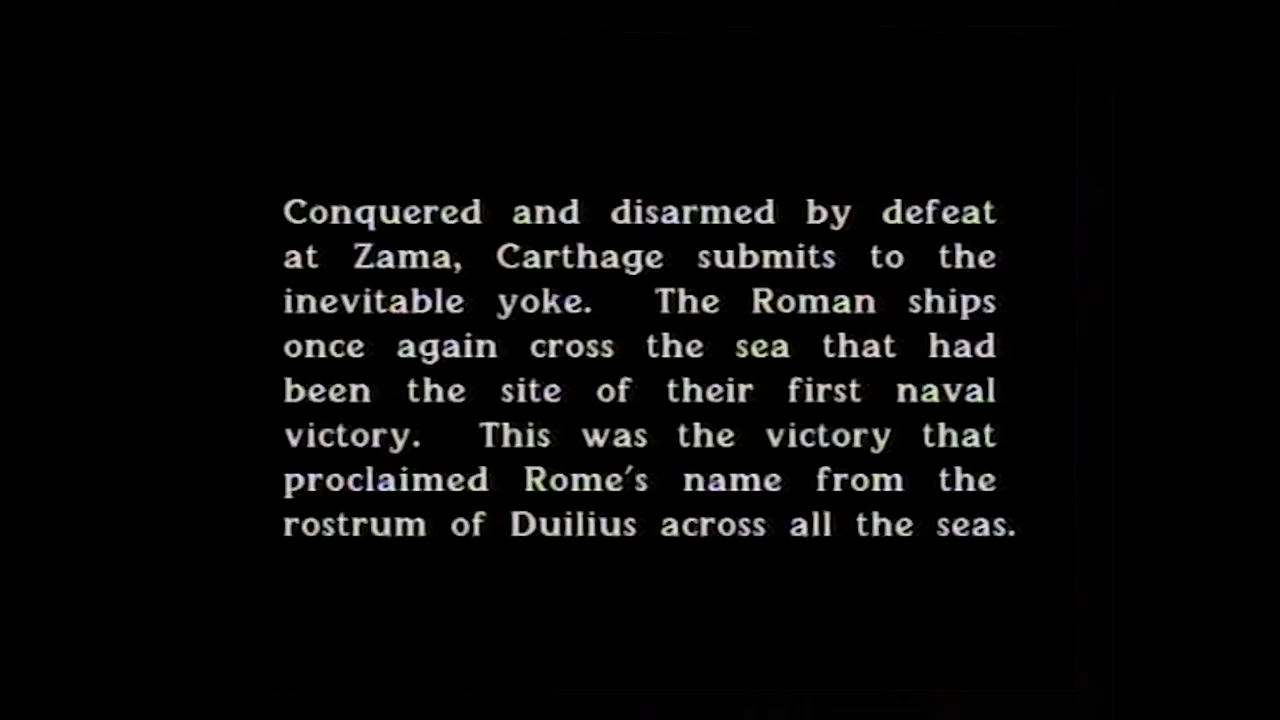 Conquered and disarmed by defeat
at Zama, Carthage submits to the
inevitable yoke. The Roman ships
once again cross the sea that had
been the site of their first naval
victory. This was the victory that
proclaimed Rome's name from the
rostrum of Duilius across all the seas.